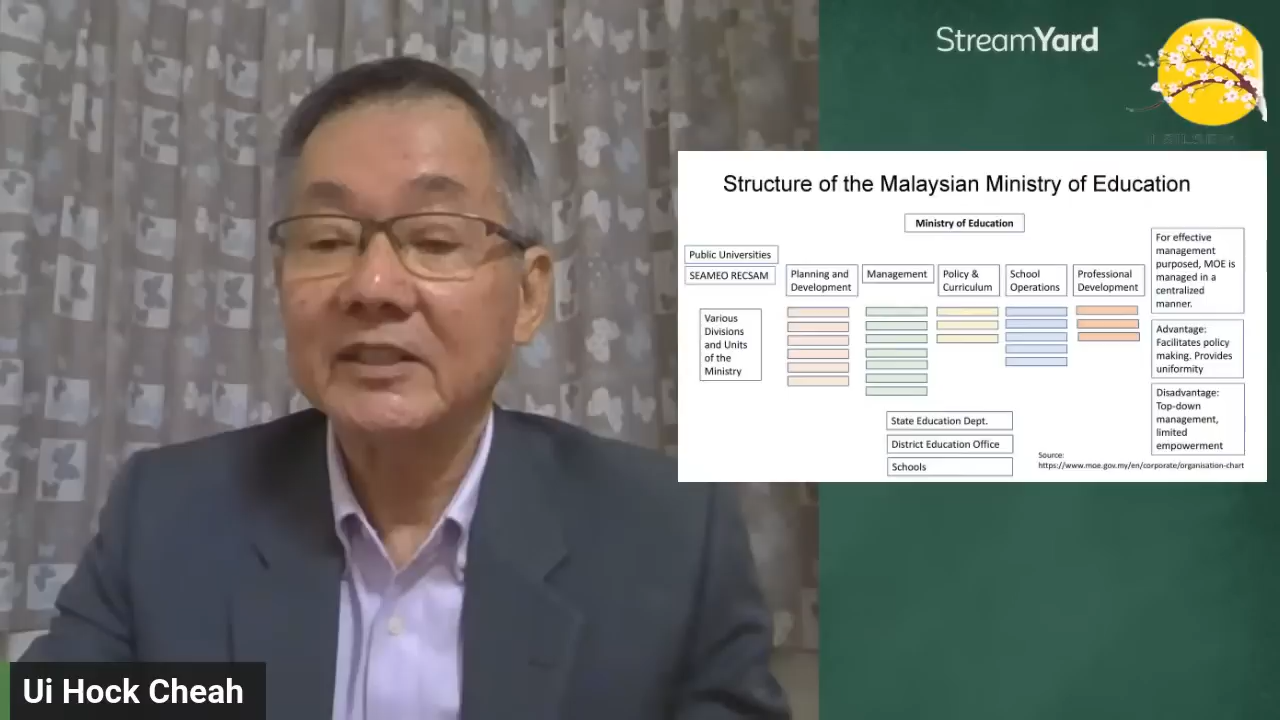 StreamYard
Structure of the Malaysian Ministry of Education
Ministry of Education
Public Universities
SEAMEO RECSAM
Planning and
Development
Management
Policy &
Curriculum
School
Operations
Professional
Development
Various
Divisions
and Units
of the
Ministry
State Education Dept.
District Education Office
Schools
For effective
management
purposed, MOE is
managed in a
centralized
manner.
Advantage:
Facilitates policy
making. Provides
uniformity
Disadvantage:
Top-down
management,
limited
empowerment
Source:
https://www.moe.gov.my/en/corporate/organisation-chart
Ui Hock Cheah